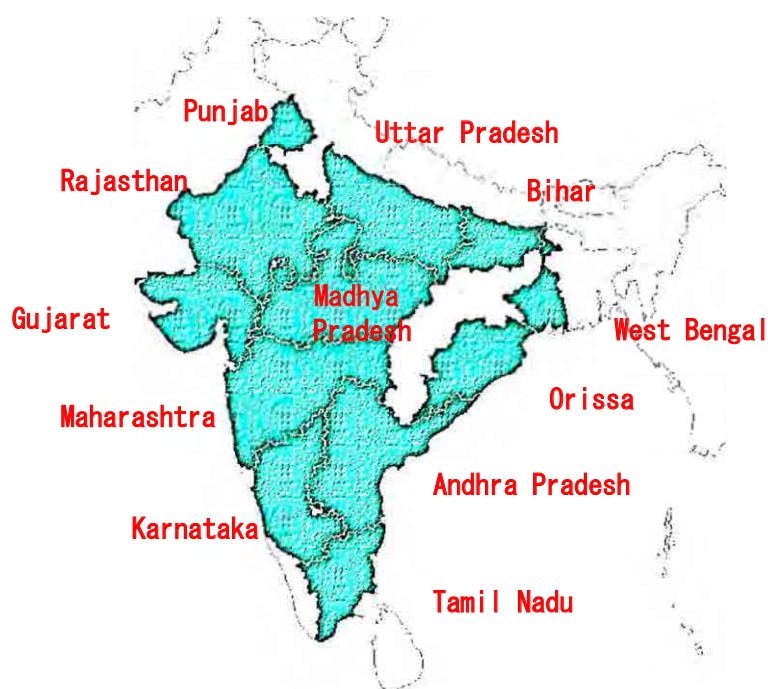 Punjab
Uttar Pradesh
Rajasthan
Bihar
Madhya
Pradesh
Gujarat
West Bengal
Orissa
Maharashtra
Andhra Pradesh
Karnataka
Tamil Nadu